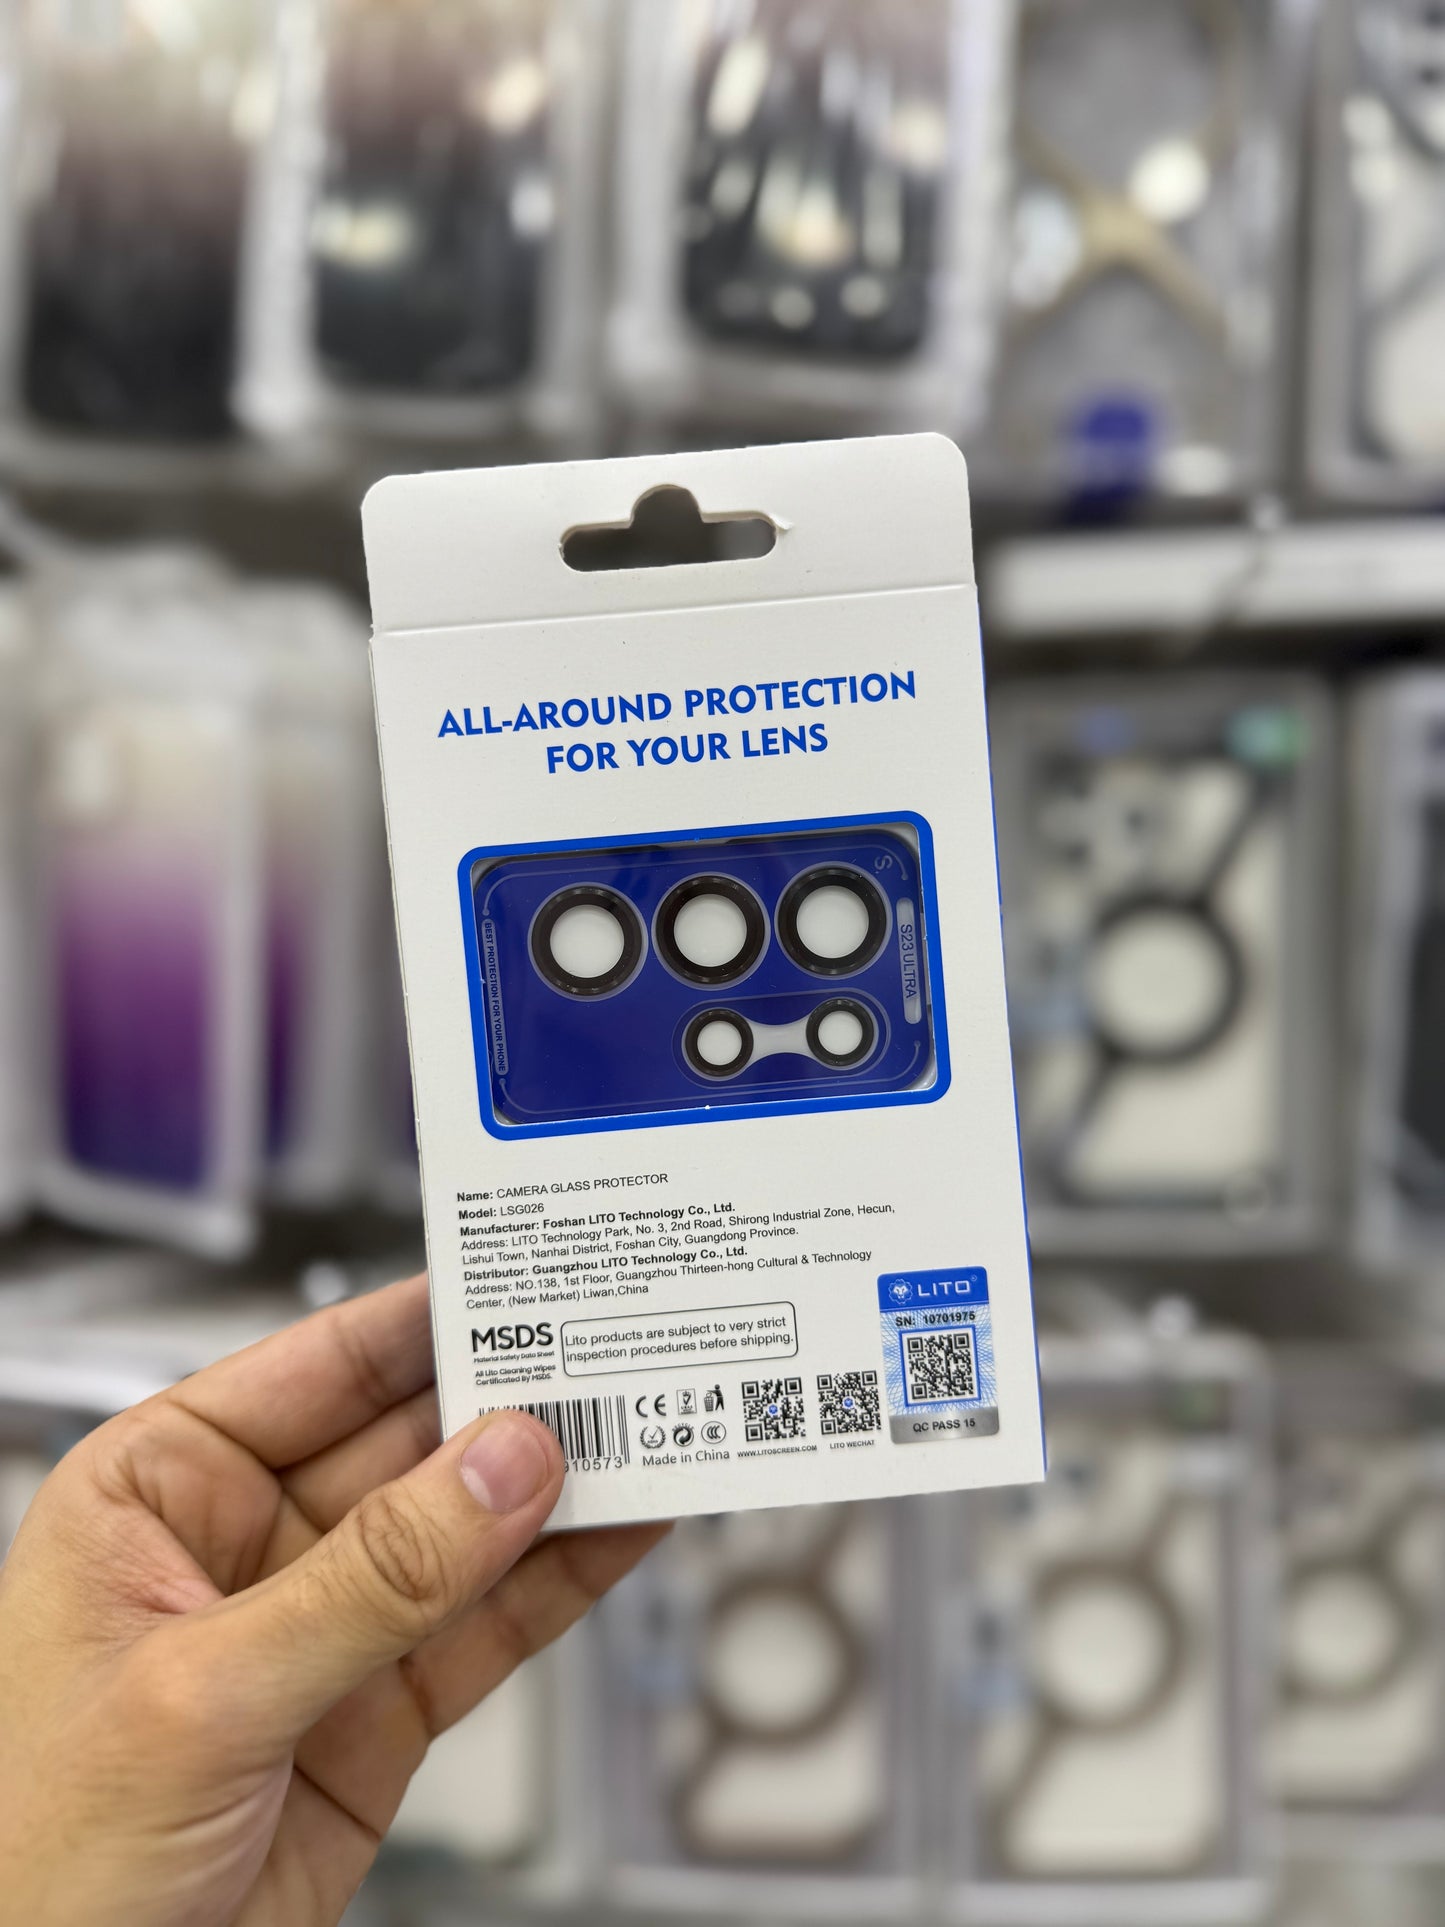 ALL-AROUND PROTECTION
FOR YOUR LENS
S.
S23 ULTRA
BEST PROTECTION FOR YOUR PHONE
Name: CAMERA GLASS PROTECTOR
Model: LSG026
Manufacturer: Foshan LITO Technology Co., Ltd.
Address: LITO Technology Park, No. 3, 2nd Road, Shirong Industrial Zone, Hecun,
Lishui Town, Nanhai District, Foshan City, Guangdong Province.
Distributor: Guangzhou LITO Technology Co., Ltd.
Address: NO.138, 1st Floor, Guangzhou Thirteen-hong Cultural & Technology
Center, (New Market) Liwan,China
MSDS
Material Safety Data Sheet
All Lito Cleaning Wipes
Certificated By MSDS.
Lito products are subject to very strict
inspection procedures before shipping.
LITO
SN: 10701975
QC PASS 15
CE
10573
Made in China
WWW.LITOSCREEN.COM
LITO WECHAT